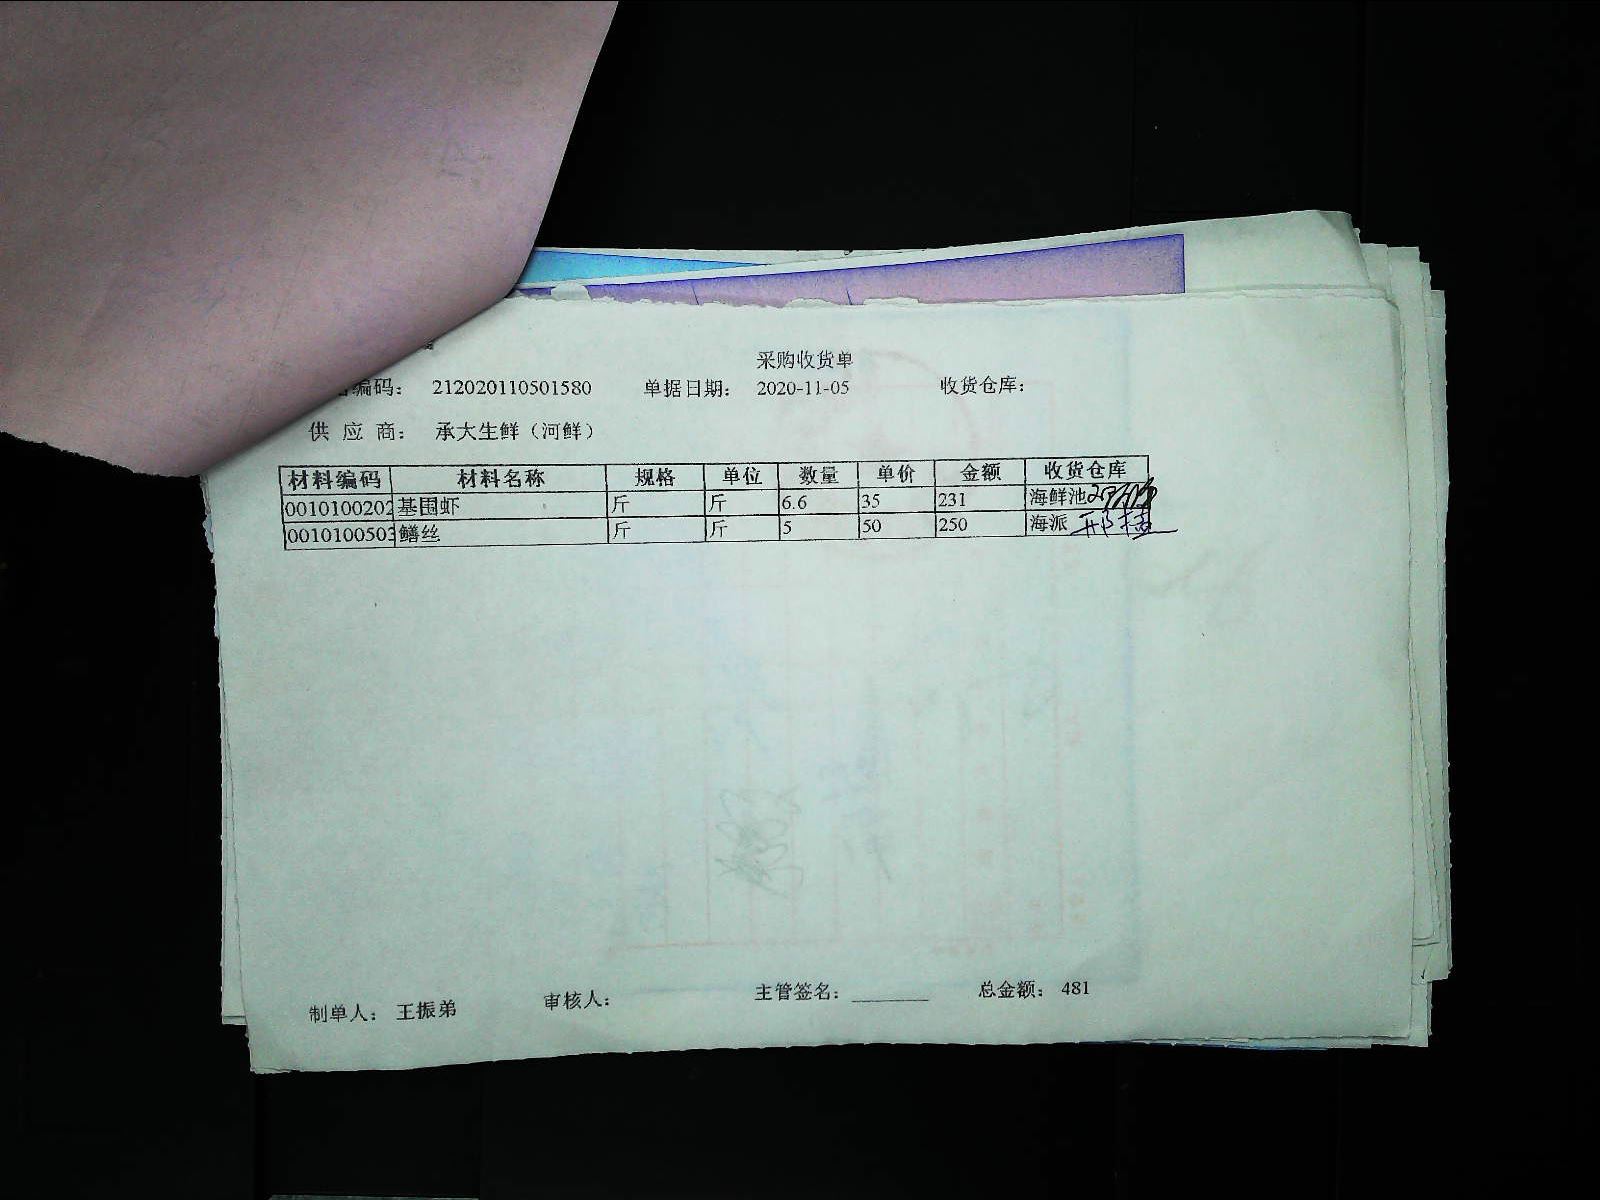 采购收货单
编码： 212020110501580 单据日期： 2020-11-05 收货仓库：
供 应 商： 承大生鲜（河鲜）
材料编码 材料名称 规格 单位 数量 单价 金额 收货仓库
0010100202 基围虾 斤 斤 6.6 35 231 海鲜池
0010100503 鳝丝 斤 斤 5 50 250 海派
制单人： 王振弟 审核人： 主管签名：______ 总金额： 481